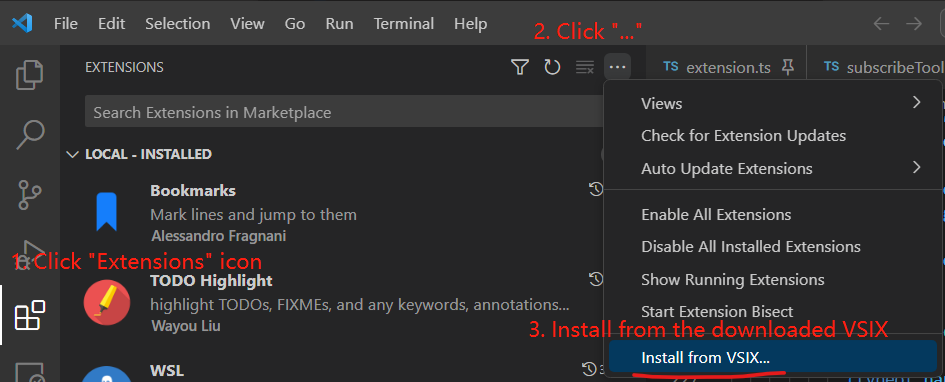 File Edit Selection View Go Run Terminal Help
2. Click "..."
EXTENSIONS
TS extension.ts
TS subscribeTool
Search Extensions in Marketplace
LOCAL - INSTALLED
Bookmarks
Mark lines and jump to them
Alessandro Fragnani
1. Click "Extensions" icon
TODO Highlight
highlight TODOs, FIXMEs, and any keywords, annotations...
Wayou Liu
WSL
Views
Check for Extension Updates
Auto Update Extensions
Enable All Extensions
Disable All Installed Extensions
Show Running Extensions
Start Extension Bisect
3. Install from the downloaded VSIX
Install from VSIX...